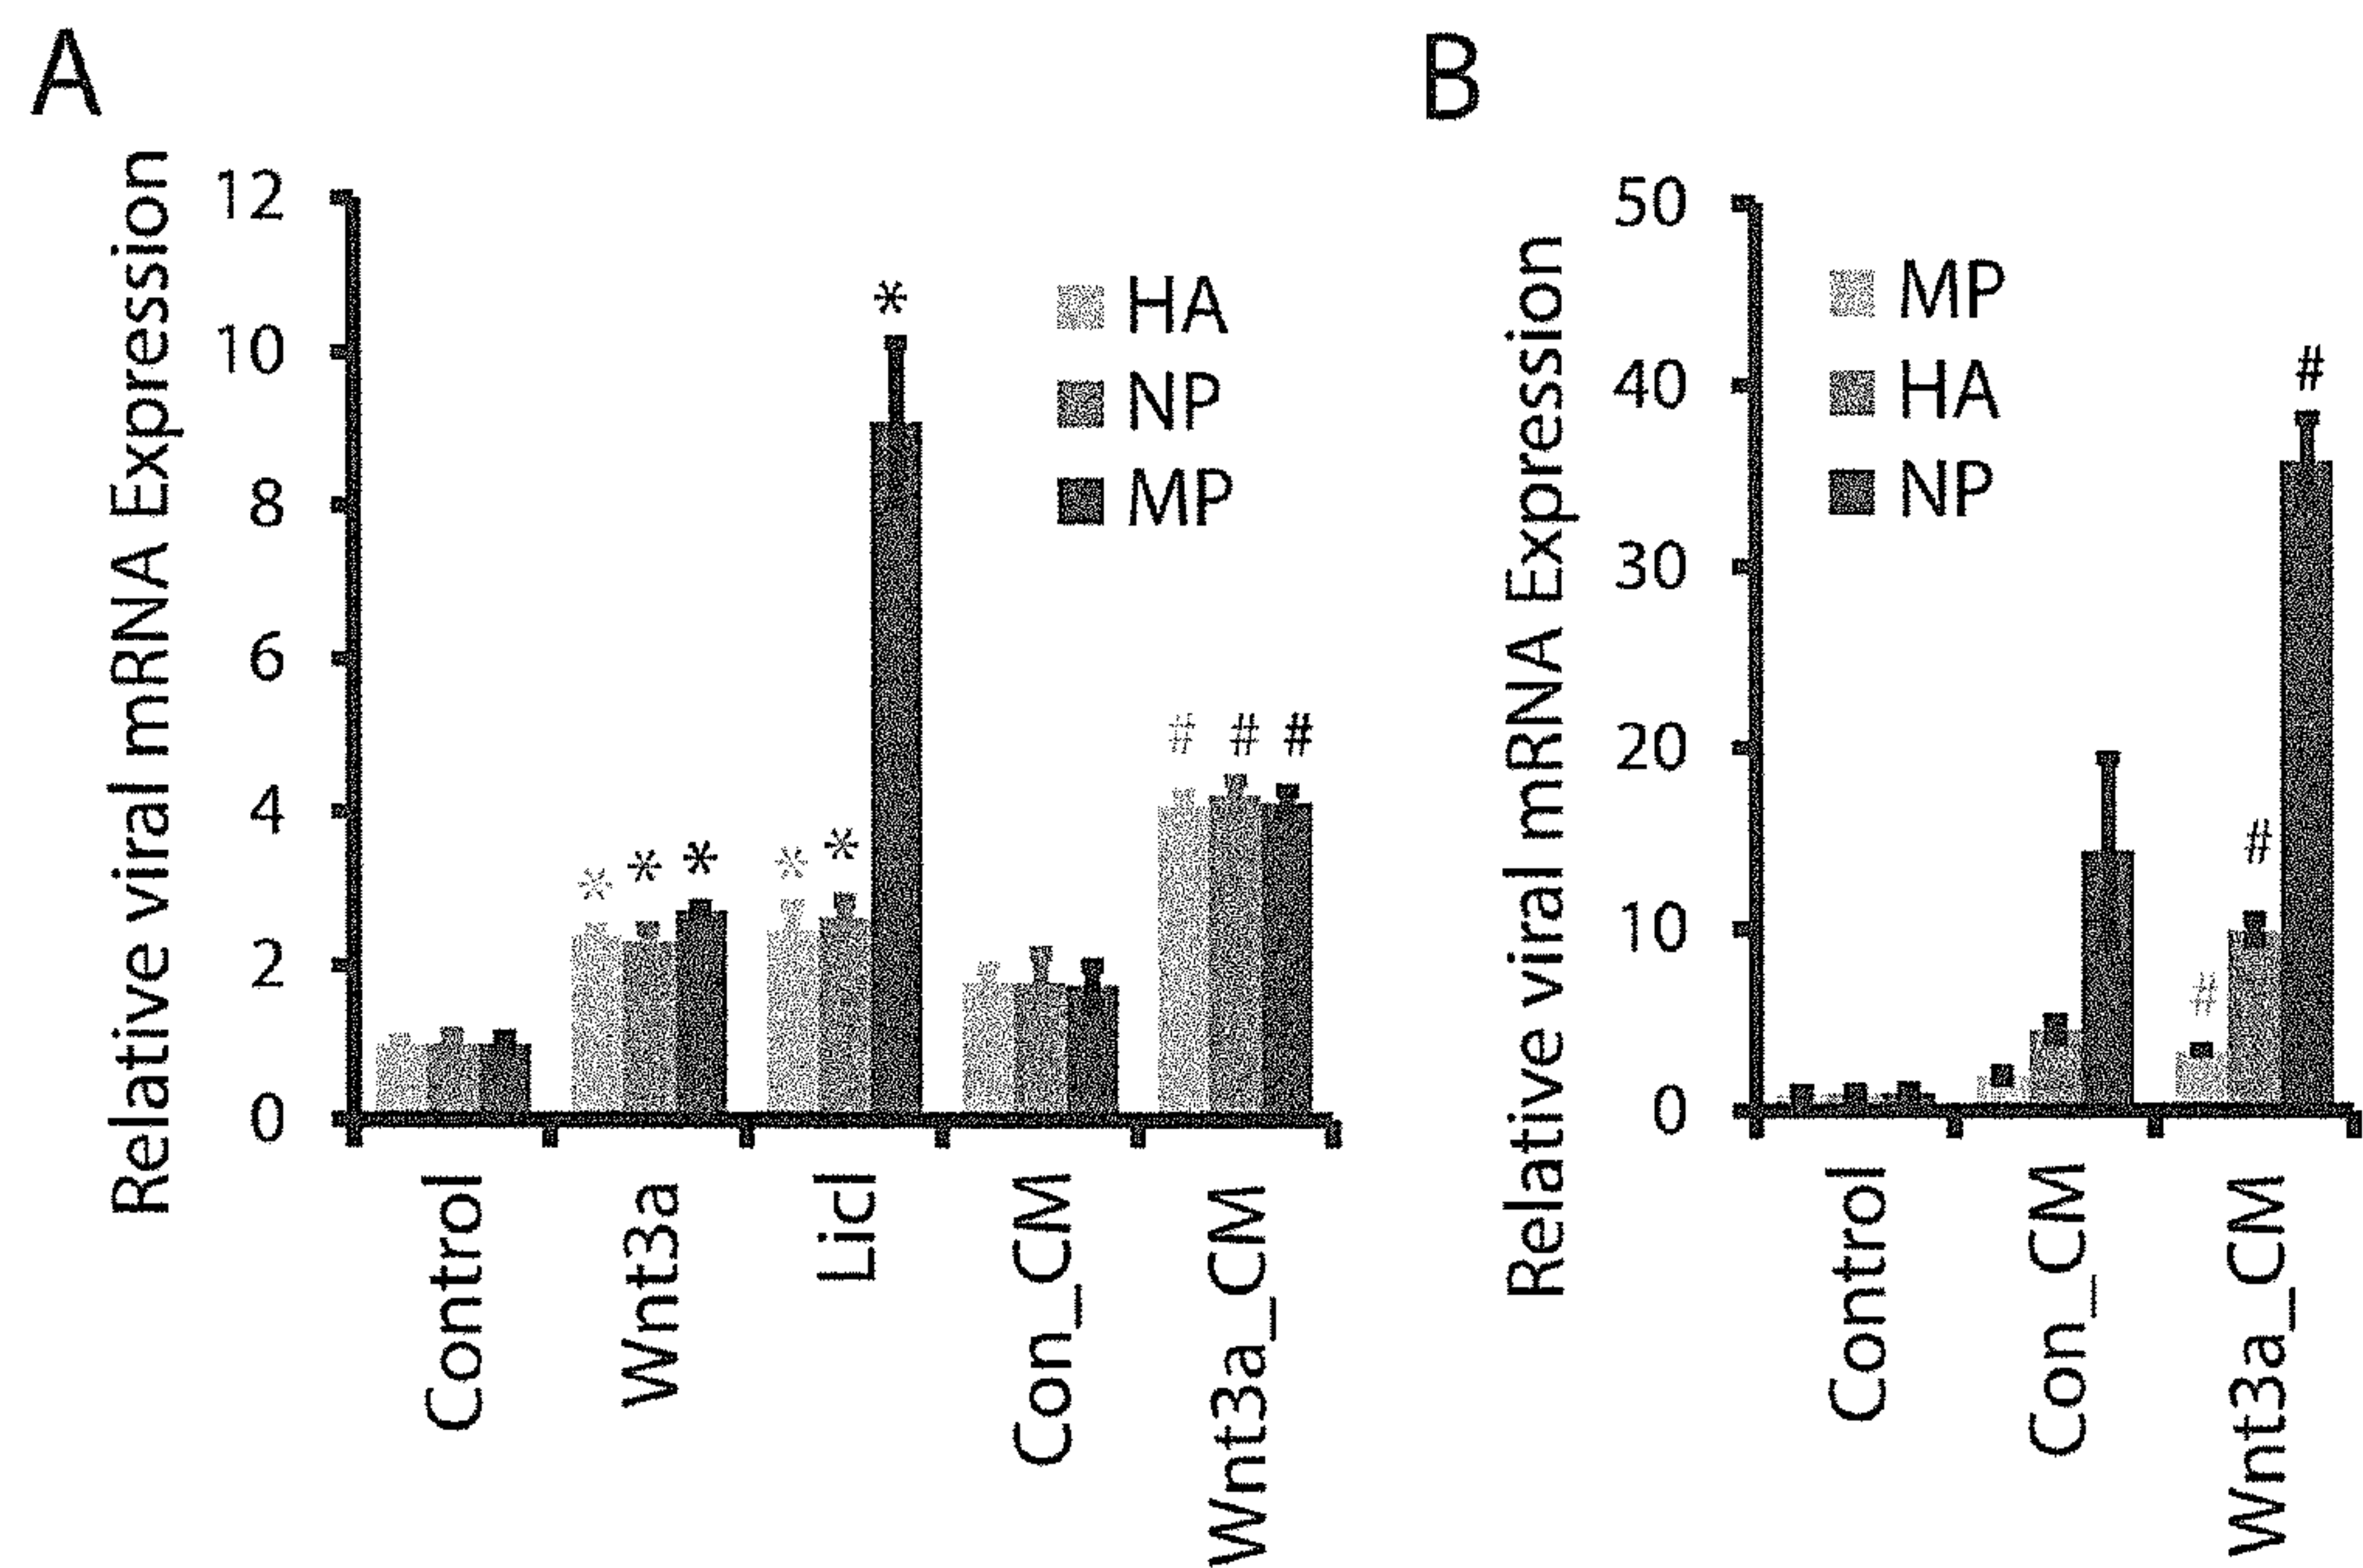 A
Relative viral mRNA Expression
12
10
8
6
4
2
0
*
*
*
*
*
*
#
#
#
HA
NP
MP
Control
Wnt3a
Licl
Con_CM
Wnt3a_CM
B
Relative viral mRNA Expression
50
40
30
20
10
0
MP
HA
NP
#
#
#
Control
Con_CM
Wnt3a_CM